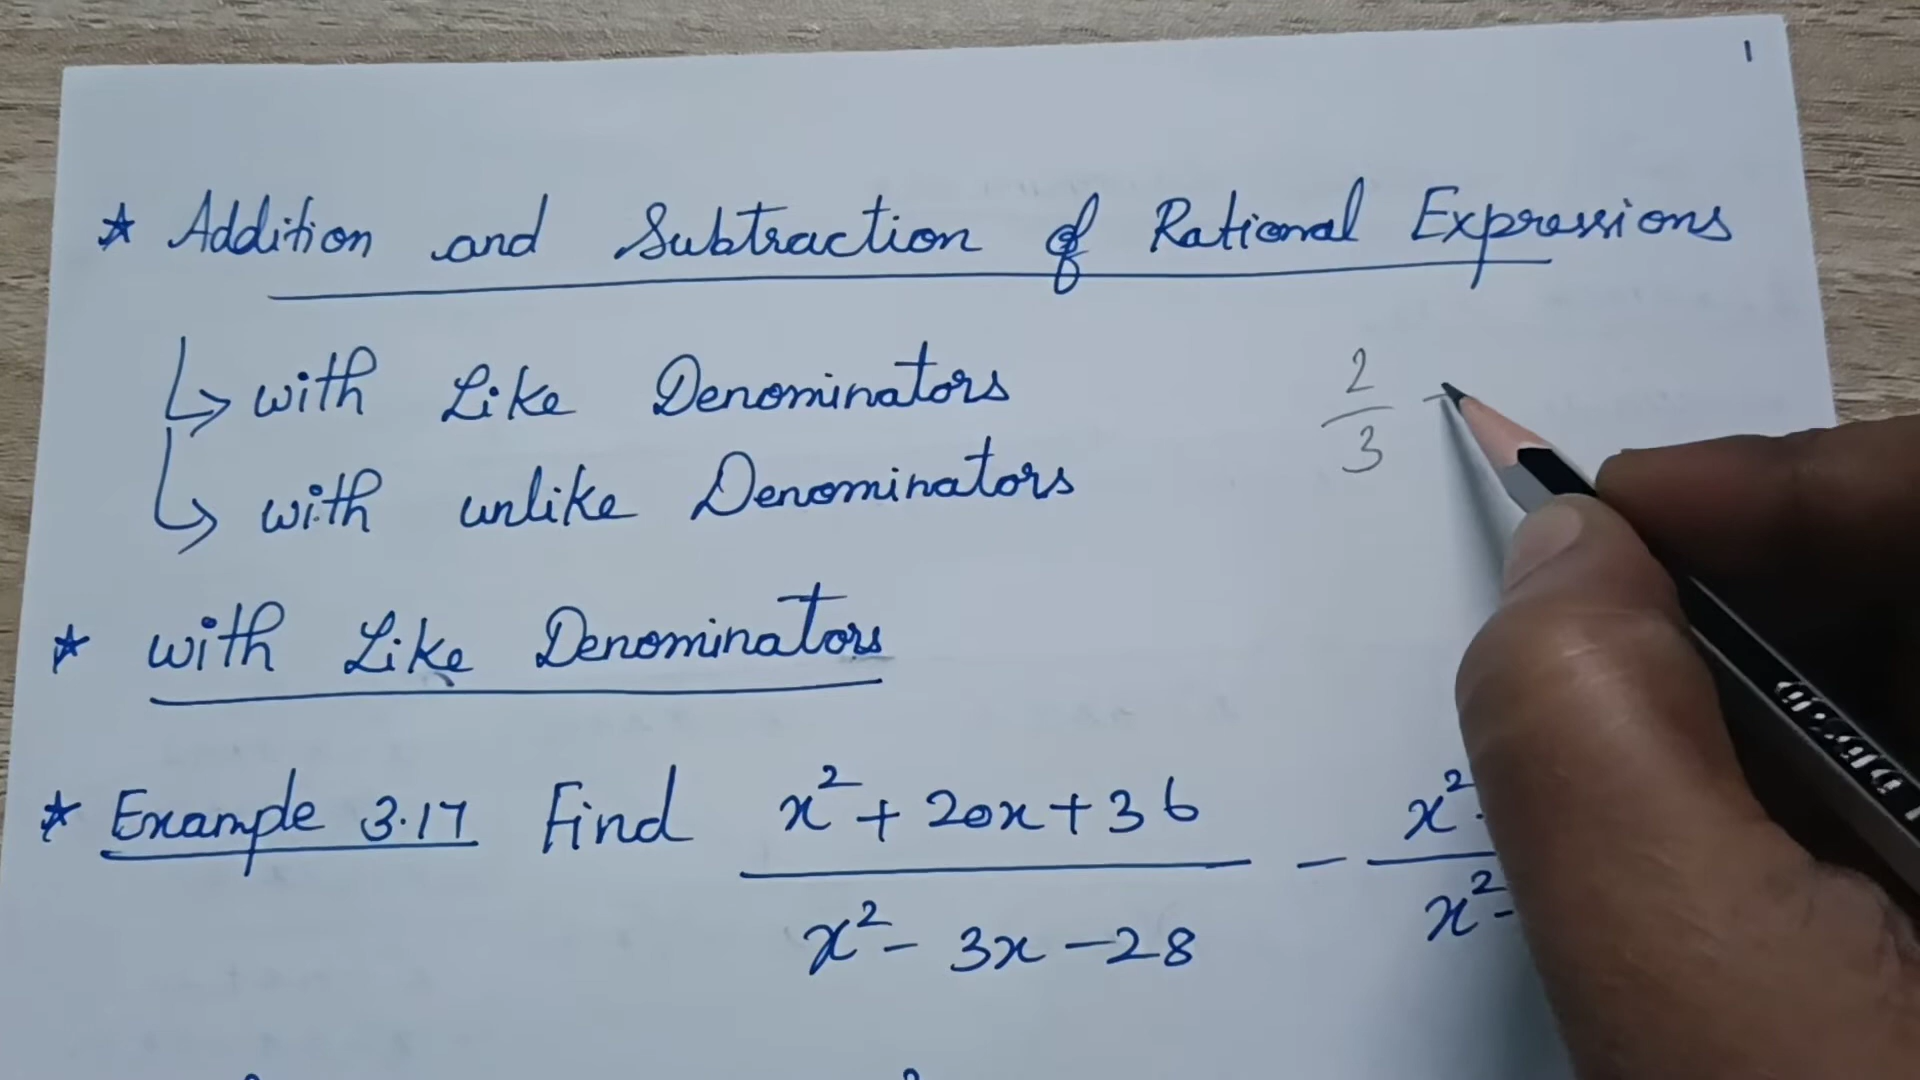 1
☆ Addition and Subtraction of Rational Expressions
↳ with Like Denominators
2/3 -
↳ with unlike Denominators
☆ with Like Denominators
☆ Example 3.17 Find (x² + 20x + 36)/(x² - 3x - 28) - x²/x² -